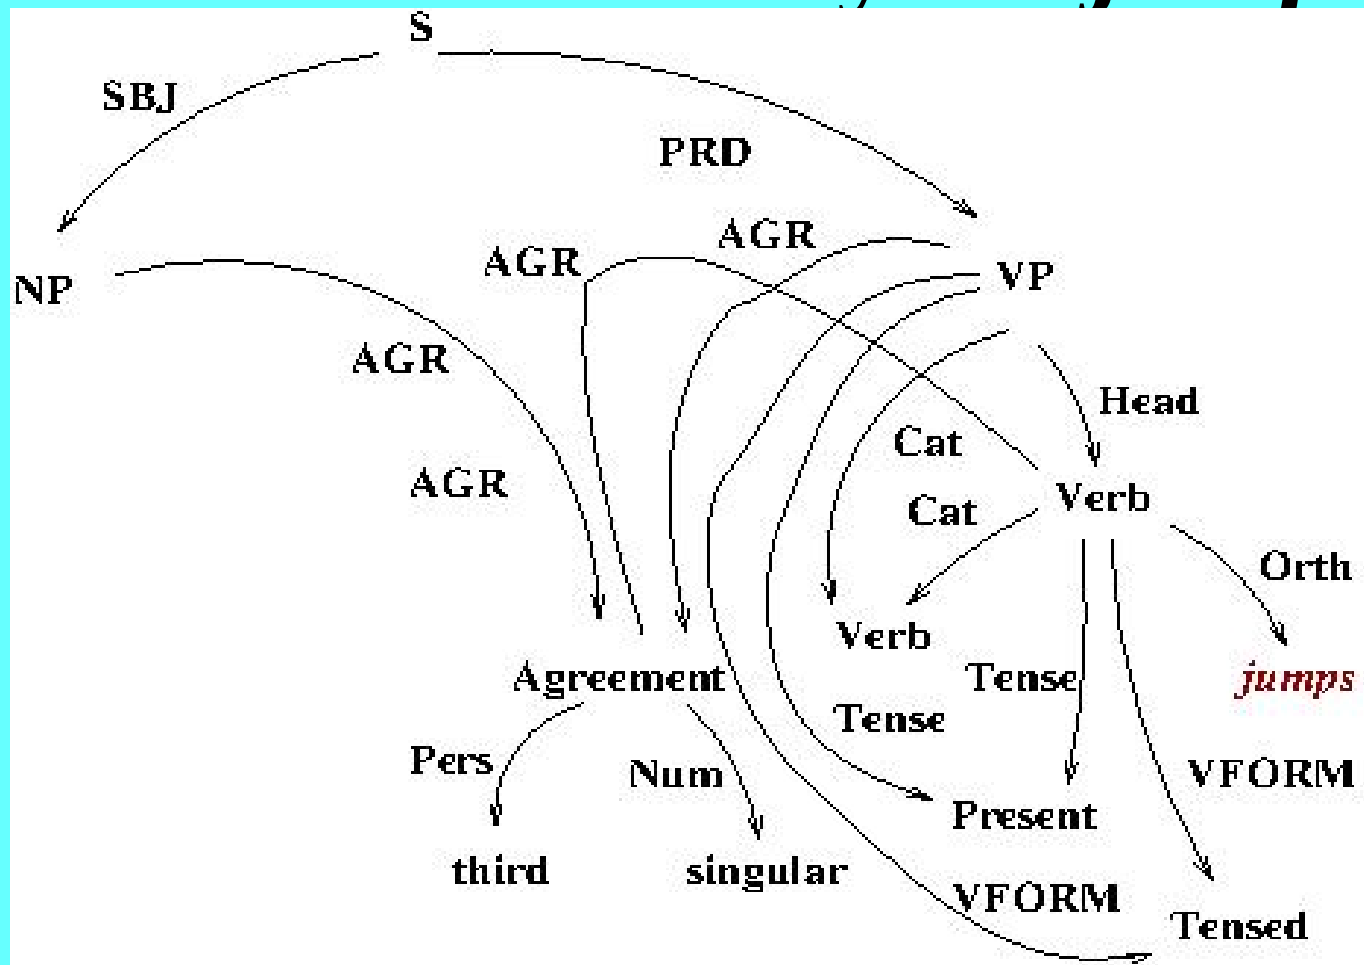 S
SBJ
PRD
AGR
AGR
VP
NP
AGR
Head
Cat
AGR
Verb
Cat
Orth
Verb
Agreement
Tense
jumps
Tense
Pers
Num
VFORM
Present
third
singular
VFORM
Tensed